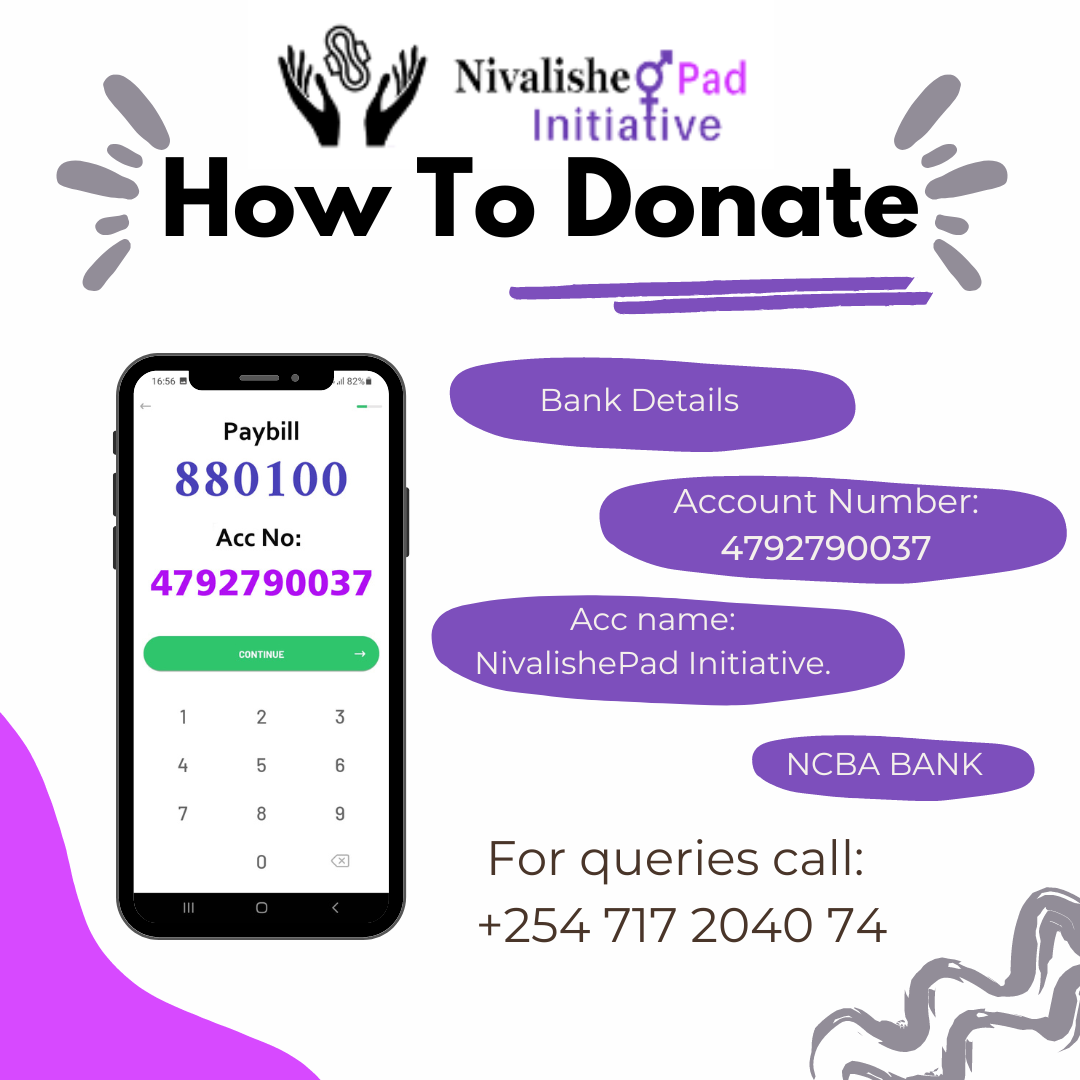 Nivalishe Pad
Initiative
How To Donate
16:56 82%
Paybill
880100
Acc No:
4792790037
CONTINUE
1 2 3
4 5 6
7 8 9
0
Bank Details
Account Number:
4792790037
Acc name:
NivalishePad Initiative.
NCBA BANK
For queries call:
+254 717 2040 74